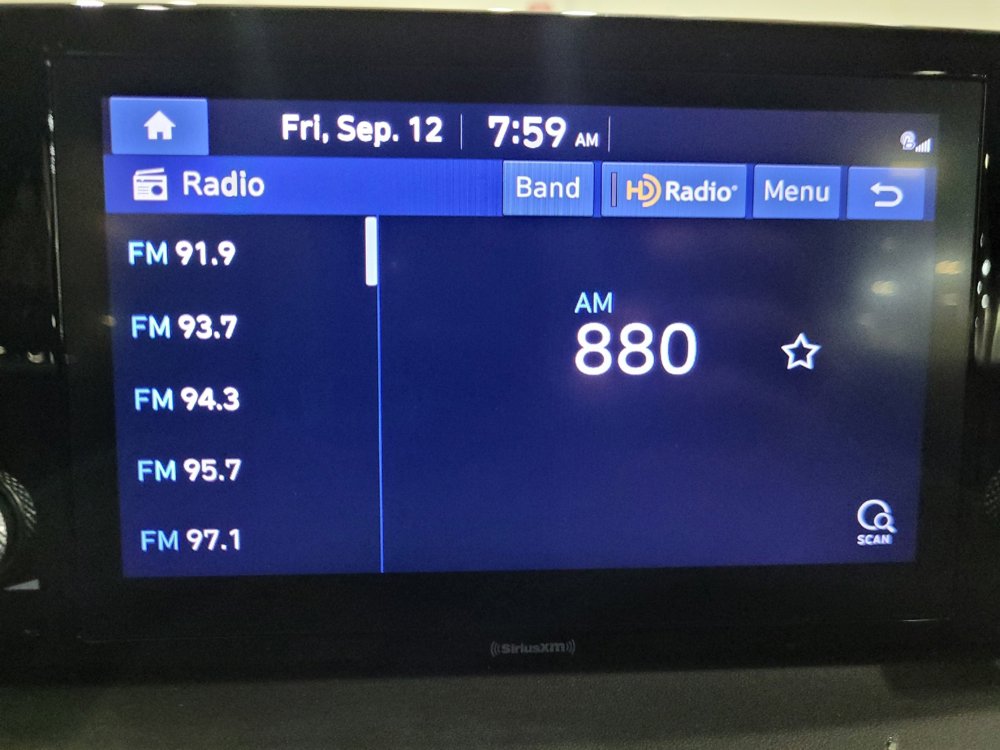 Fri, Sep. 12 7:59 AM
Radio Band HD Radio® Menu
FM 91.9
FM 93.7
FM 94.3
FM 95.7
FM 97.1
AM
880
SCAN
((SiriusXM))